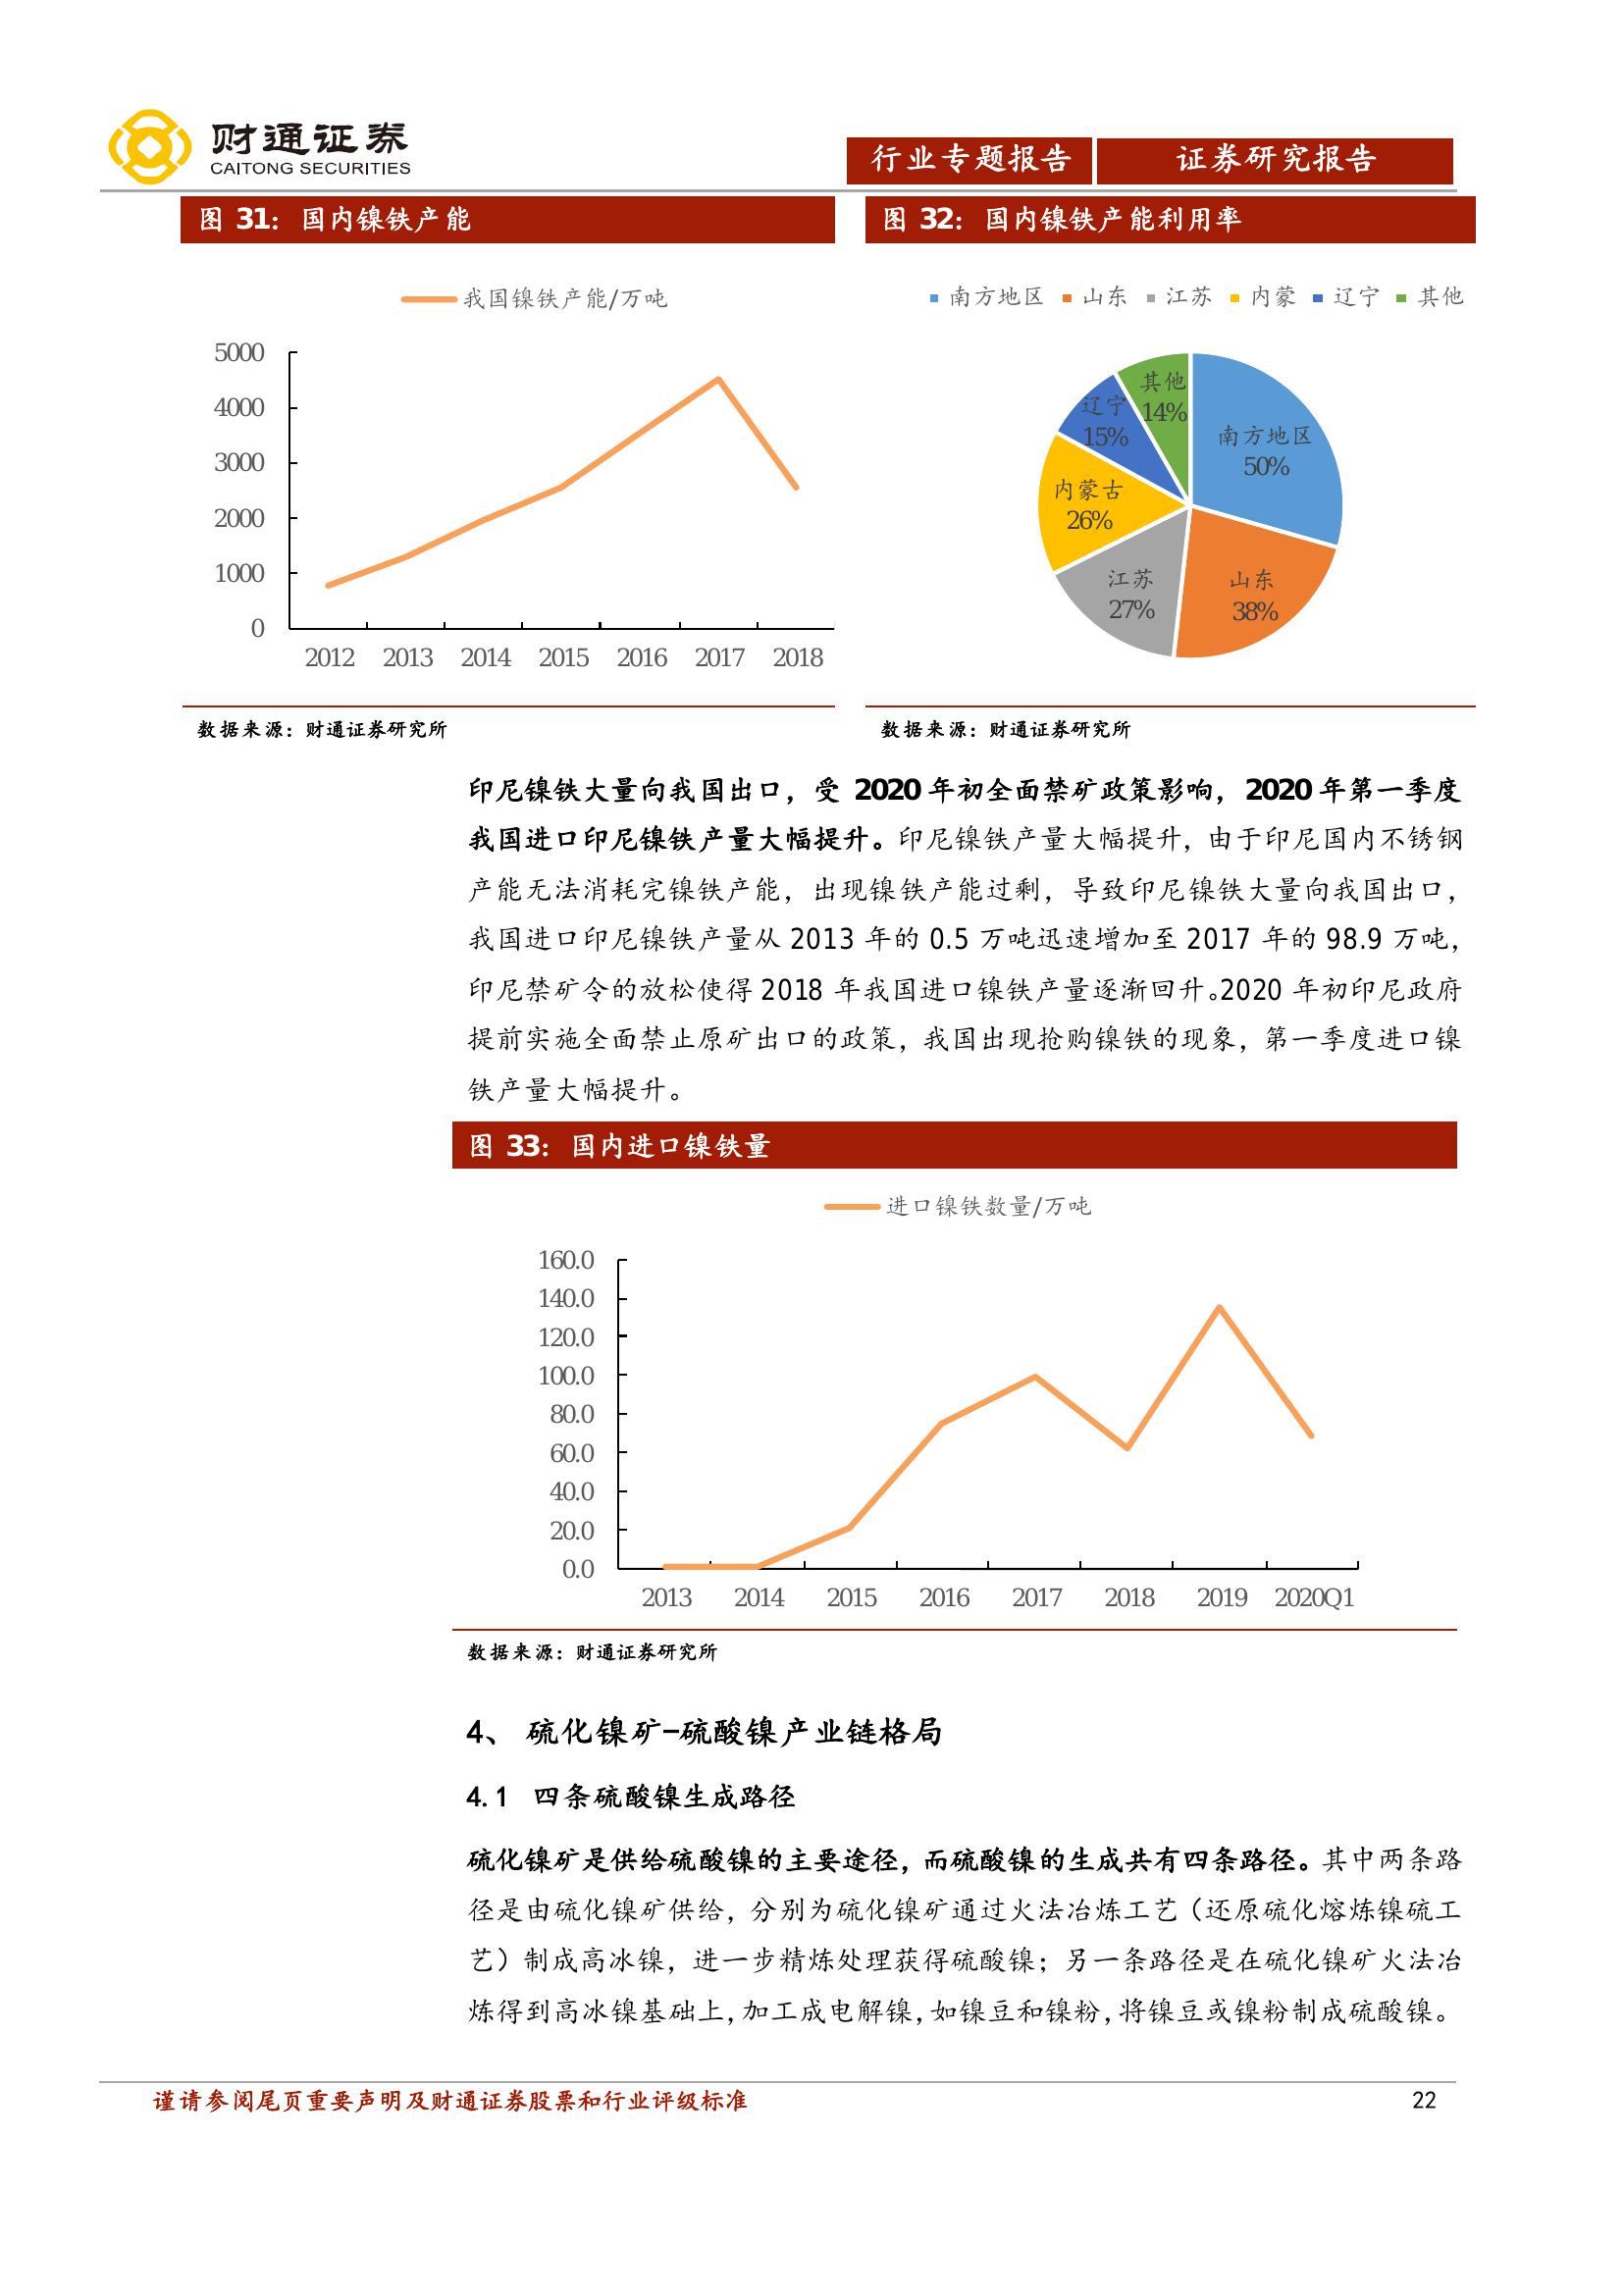 财通证券
CAITONG SECURITIES
行业专题报告 证券研究报告
图 31： 国内镍铁产能
我国镍铁产能/万吨
5000
4000
3000
2000
1000
0
2012 2013 2014 2015 2016 2017 2018
数据来源：财通证券研究所
图 32： 国内镍铁产能利用率
南方地区 山东 江苏 内蒙 辽宁 其他
其他
14%
辽宁
15%
南方地区
50%
内蒙古
26%
江苏
27%
山东
38%
数据来源：财通证券研究所
印尼镍铁大量向我国出口，受 2020 年初全面禁矿政策影响，2020 年第一季度
我国进口印尼镍铁产量大幅提升。印尼镍铁产量大幅提升，由于印尼国内不锈钢
产能无法消耗完镍铁产能，出现镍铁产能过剩，导致印尼镍铁大量向我国出口，
我国进口印尼镍铁产量从 2013 年的 0.5 万吨迅速增加至 2017 年的 98.9 万吨，
印尼禁矿令的放松使得 2018 年我国进口镍铁产量逐渐回升。2020 年初印尼政府
提前实施全面禁止原矿出口的政策，我国出现抢购镍铁的现象，第一季度进口镍
铁产量大幅提升。
图 33： 国内进口镍铁量
进口镍铁数量/万吨
160.0
140.0
120.0
100.0
80.0
60.0
40.0
20.0
0.0
2013 2014 2015 2016 2017 2018 2019 2020Q1
数据来源：财通证券研究所
4、 硫化镍矿-硫酸镍产业链格局
4.1 四条硫酸镍生成路径
硫化镍矿是供给硫酸镍的主要途径，而硫酸镍的生成共有四条路径。其中两条路
径是由硫化镍矿供给，分别为硫化镍矿通过火法冶炼工艺（还原硫化熔炼镍硫工
艺）制成高冰镍，进一步精炼处理获得硫酸镍；另一条路径是在硫化镍矿火法冶
炼得到高冰镍基础上，加工成电解镍，如镍豆和镍粉，将镍豆或镍粉制成硫酸镍。
谨请参阅尾页重要声明及财通证券股票和行业评级标准 22